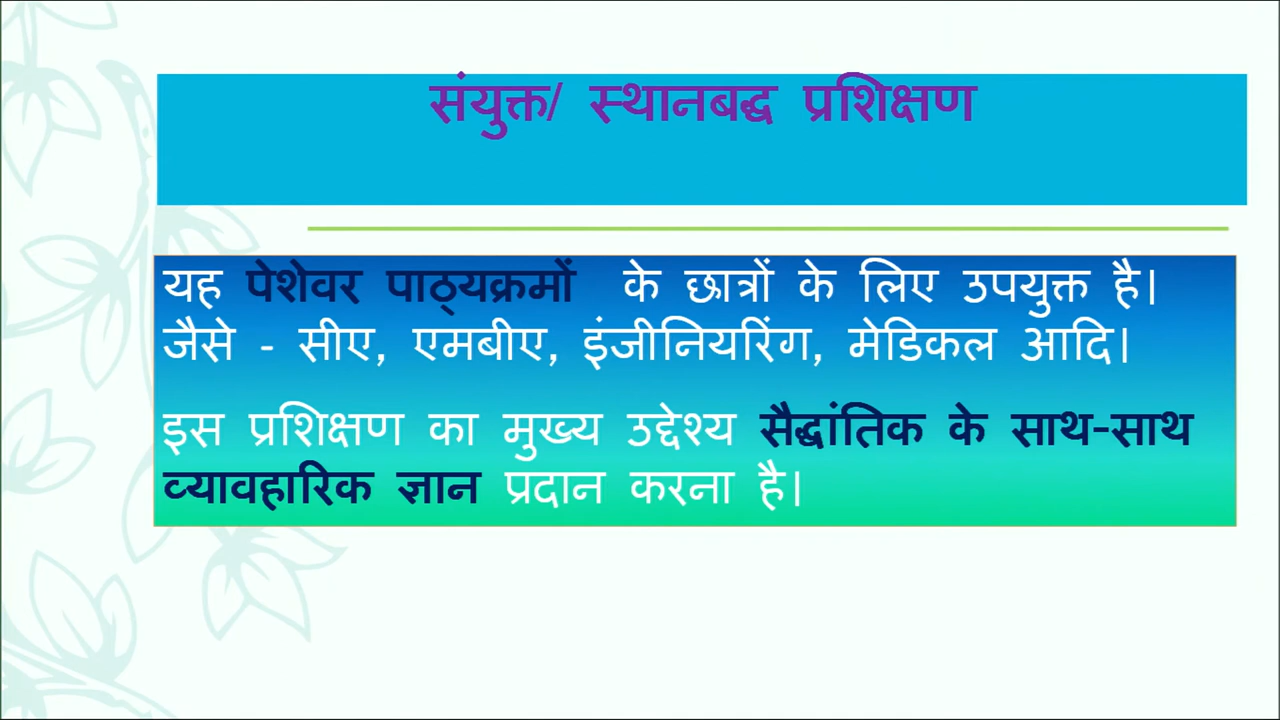 संयुक्त/ स्थानबद्ध प्रशिक्षण
यह पेशेवर पाठ्यक्रमों के छात्रों के लिए उपयुक्त है।
जैसे - सीए, एमबीए, इंजीनियरिंग, मेडिकल आदि।
इस प्रशिक्षण का मुख्य उद्देश्य सैद्धांतिक के साथ-साथ
व्यावहारिक ज्ञान प्रदान करना है।